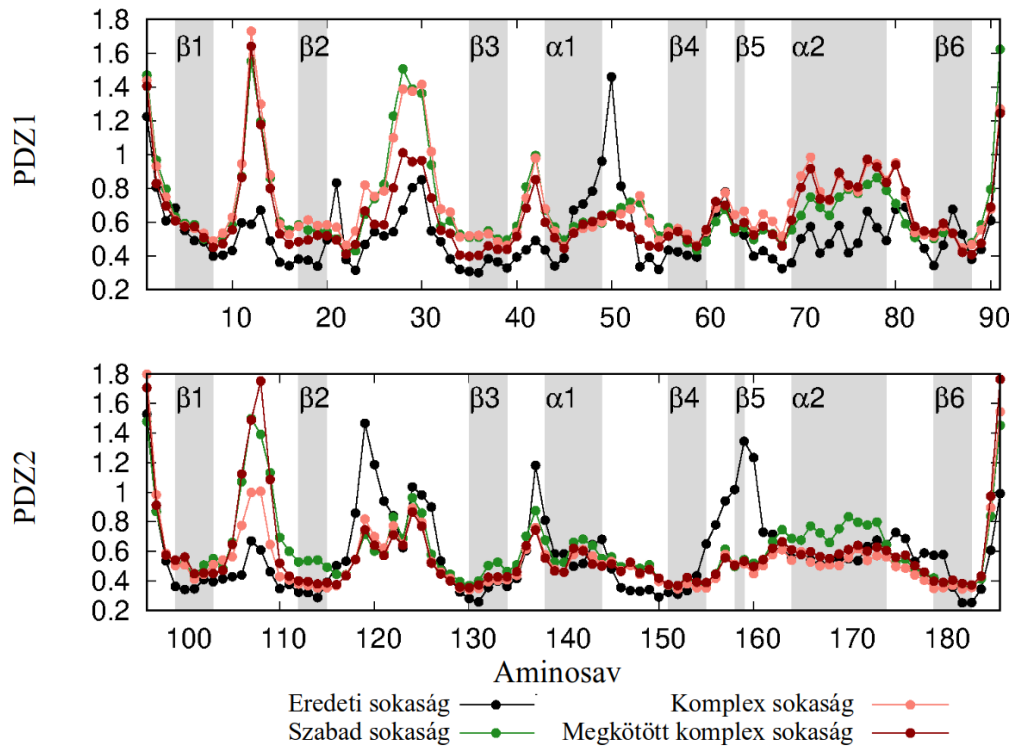 PDZ1
1.8
1.6
1.4
1.2
1
0.8
0.6
0.4
0.2
β1 β2 β3 α1 β4 β5 α2 β6
10 20 30 40 50 60 70 80 90
PDZ2
1.8
1.6
1.4
1.2
1
0.8
0.6
0.4
0.2
β1 β2 β3 α1 β4 β5 α2 β6
100 110 120 130 140 150 160 170 180
Aminosav
Eredeti sokaság Komplex sokaság
Szabad sokaság Megkötött komplex sokaság